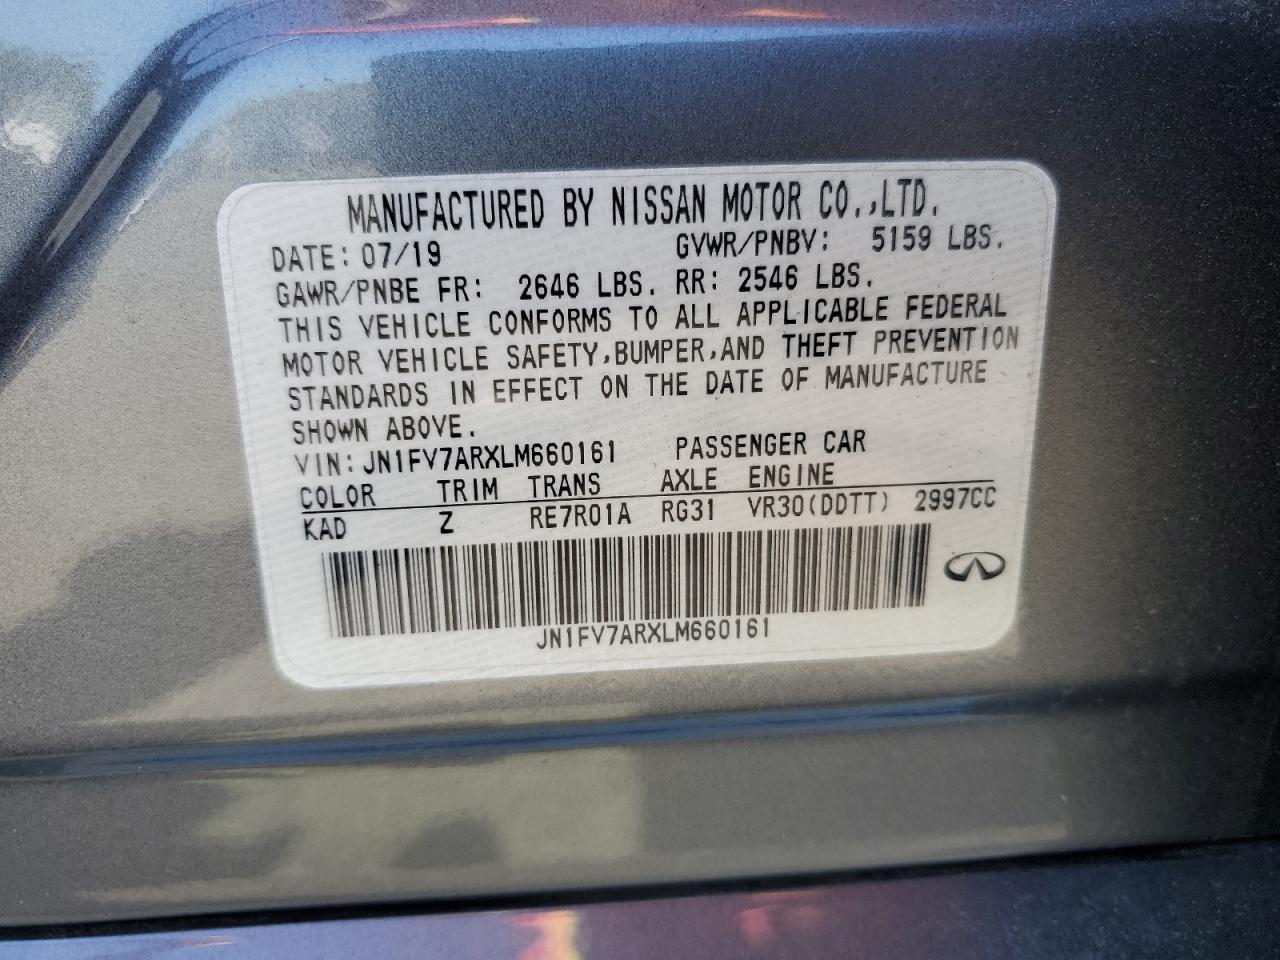 MANUFACTURED BY NISSAN MOTOR CO.,LTD.
DATE: 07/19 GVWR/PNBV: 5159 LBS.
GAWR/PNBE FR: 2646 LBS. RR: 2546 LBS.
THIS VEHICLE CONFORMS TO ALL APPLICABLE FEDERAL
MOTOR VEHICLE SAFETY,BUMPER,AND THEFT PREVENTION
STANDARDS IN EFFECT ON THE DATE OF MANUFACTURE
SHOWN ABOVE.
VIN: JN1FV7ARXLM660161 PASSENGER CAR
COLOR TRIM TRANS AXLE ENGINE
KAD Z RE7R01A RG31 VR30(DDTT) 2997CC
JN1FV7ARXLM660161